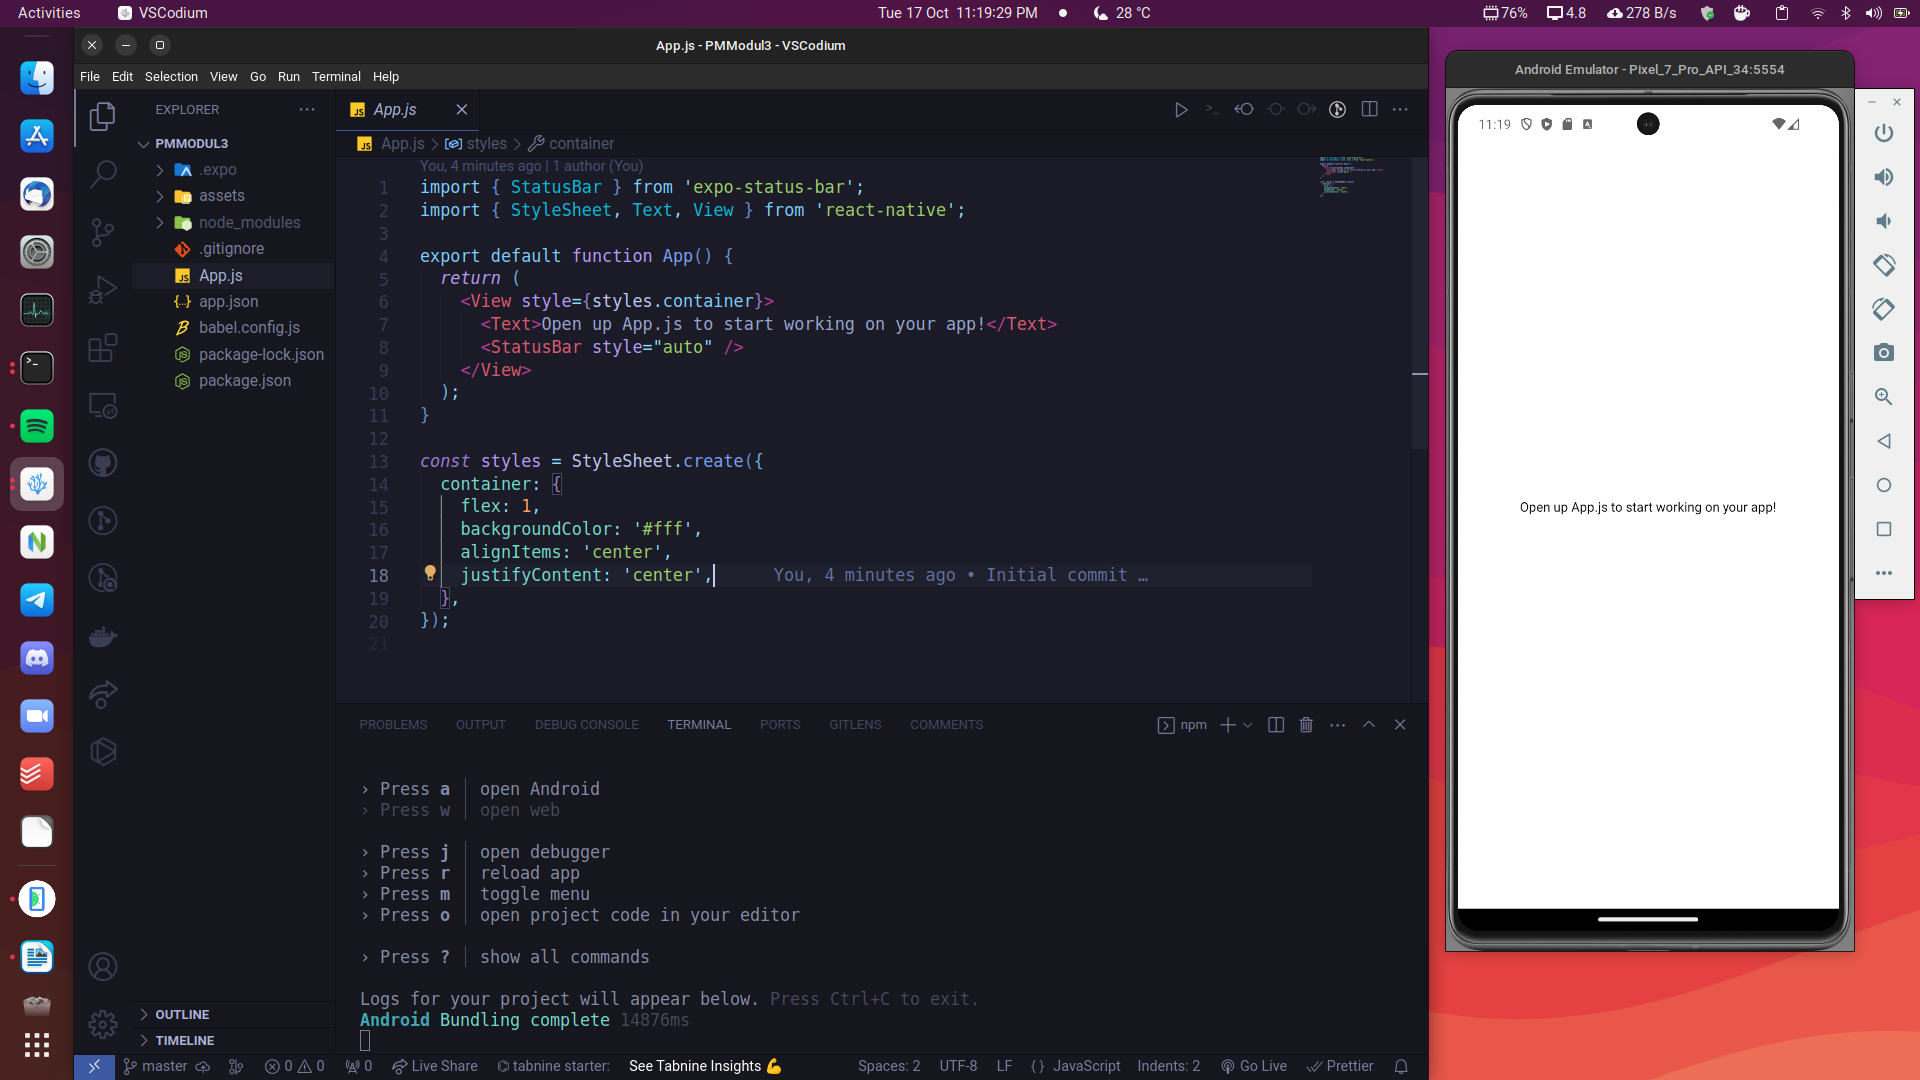 Activities
VSCodium
Tue 17 Oct 11:19:29 PM
28 °C
76%
4.8
278 B/s
App.js - PMModul3 - VSCodium
File Edit Selection View Go Run Terminal Help
EXPLORER
PMMODUL3
.expo
assets
node_modules
.gitignore
App.js
app.json
babel.config.js
package-lock.json
package.json
OUTLINE
TIMELINE
App.js
App.js > styles > container
You, 4 minutes ago | 1 author (You)
1 import { StatusBar } from 'expo-status-bar';
2 import { StyleSheet, Text, View } from 'react-native';
3
4 export default function App() {
5 return (
6 <View style={styles.container}>
7 <Text>Open up App.js to start working on your app!</Text>
8 <StatusBar style="auto" />
9 </View>
10 );
11 }
12
13 const styles = StyleSheet.create({
14 container: {
15 flex: 1,
16 backgroundColor: '#fff',
17 alignItems: 'center',
18 justifyContent: 'center', You, 4 minutes ago • Initial commit …
19 },
20 });
21
PROBLEMS OUTPUT DEBUG CONSOLE TERMINAL PORTS GITLENS COMMENTS
npm
› Press a │ open Android
› Press w │ open web
› Press j │ open debugger
› Press r │ reload app
› Press m │ toggle menu
› Press o │ open project code in your editor
› Press ? │ show all commands
Logs for your project will appear below. Press Ctrl+C to exit.
Android Bundling complete 14876ms
master
0 0
0
Live Share
tabnine starter:
See Tabnine Insights 💪
Spaces: 2
UTF-8
LF
{ } JavaScript
Indents: 2
Go Live
Prettier
Android Emulator - Pixel_7_Pro_API_34:5554
11:19
Open up App.js to start working on your app!